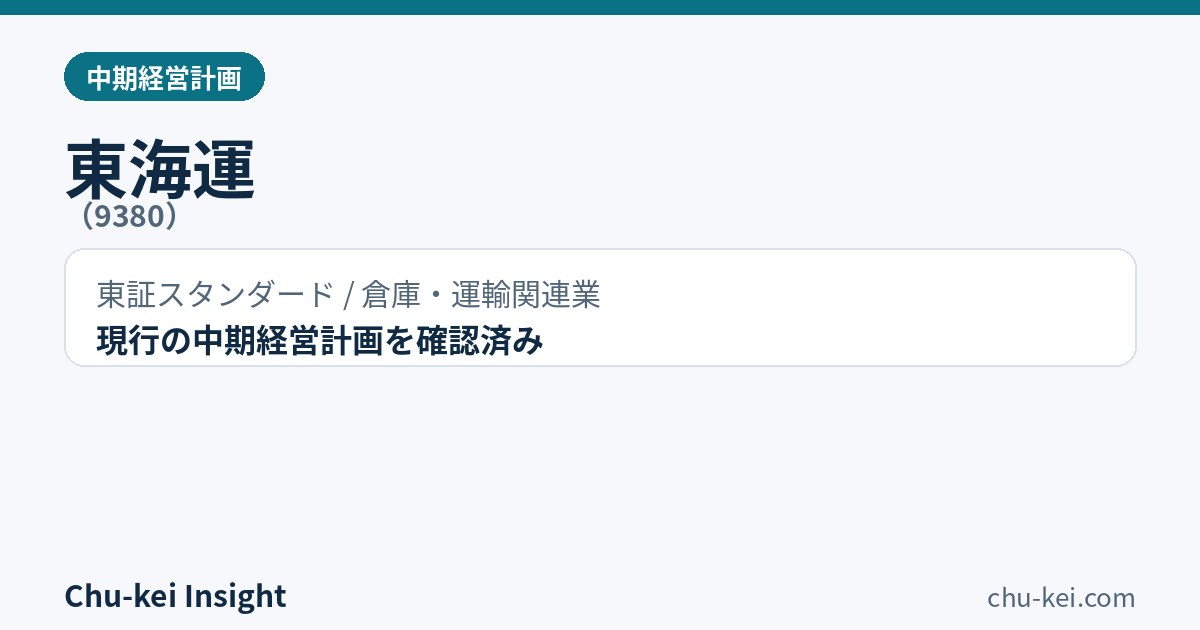 中期経営計画
東海運
（9380）
東証スタンダード / 倉庫・運輸関連業
現行の中期経営計画を確認済み
Chu-kei Insight
chu-kei.com